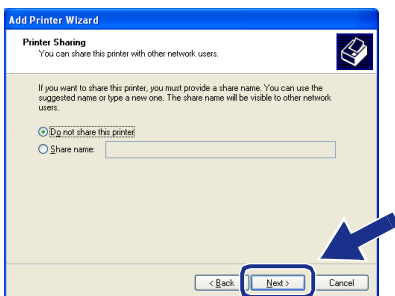 Add Printer Wizard
Printer Sharing
You can share this printer with other network users.
If you want to share this printer, you must provide a share name. You can use the
suggested name or type a new one. The share name will be visible to other network
users.
Do not share this printer
Share name:
< Back Next > Cancel